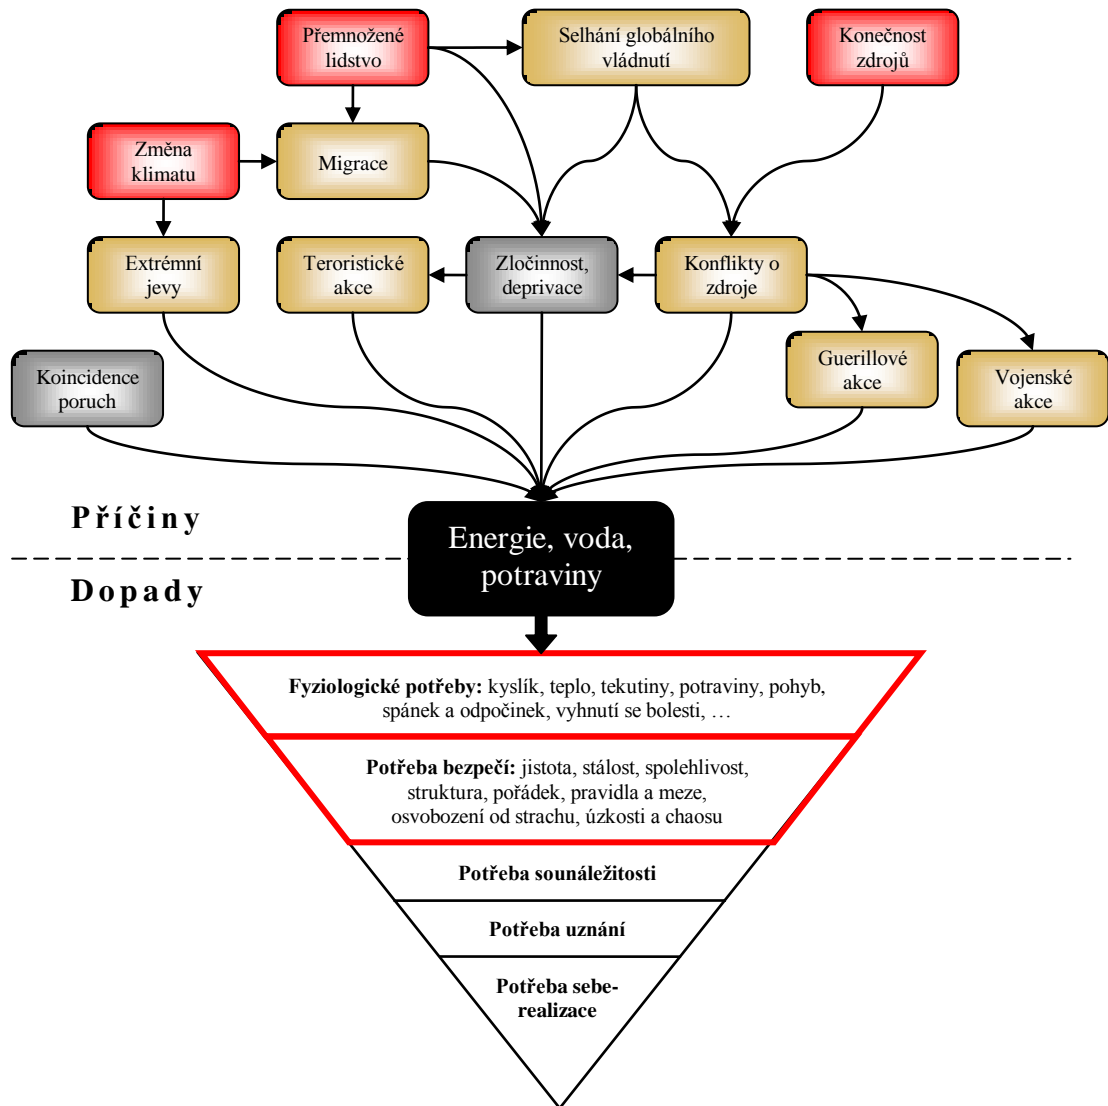 Přemnožené
lidstvo
Selhání globálního
vládnutí
Konečnost
zdrojů
Změna
klimatu
Migrace
Extrémní
jevy
Teroristické
akce
Zločinnost,
deprivace
Konflikty o
zdroje
Koincidence
poruch
Guerillové
akce
Vojenské
akce
Příčiny
Energie, voda,
potraviny
Dopady
Fyziologické potřeby: kyslík, teplo, tekutiny, potraviny, pohyb,
spánek a odpočinek, vyhnutí se bolesti, …
Potřeba bezpečí: jistota, stálost, spolehlivost,
struktura, pořádek, pravidla a meze,
osvobození od strachu, úzkosti a chaosu
Potřeba sounáležitosti
Potřeba uznání
Potřeba sebe-
realizace